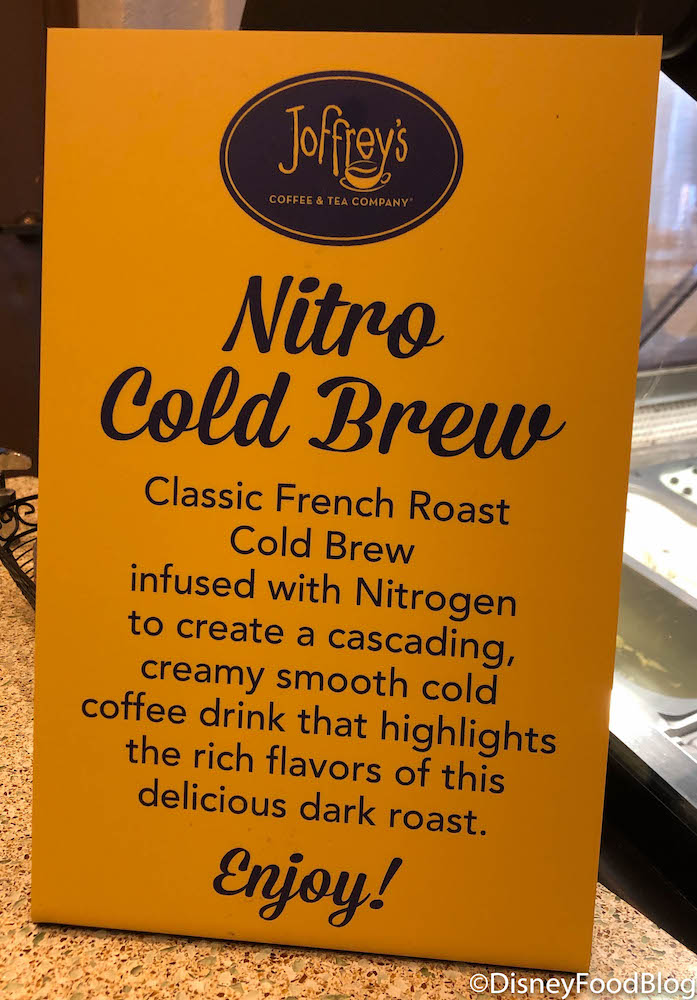 Joffrey's
COFFEE & TEA COMPANY®
Nitro
Cold Brew
Classic French Roast
Cold Brew
infused with Nitrogen
to create a cascading,
creamy smooth cold
coffee drink that highlights
the rich flavors of this
delicious dark roast.
Enjoy!
©DisneyFoodBlog